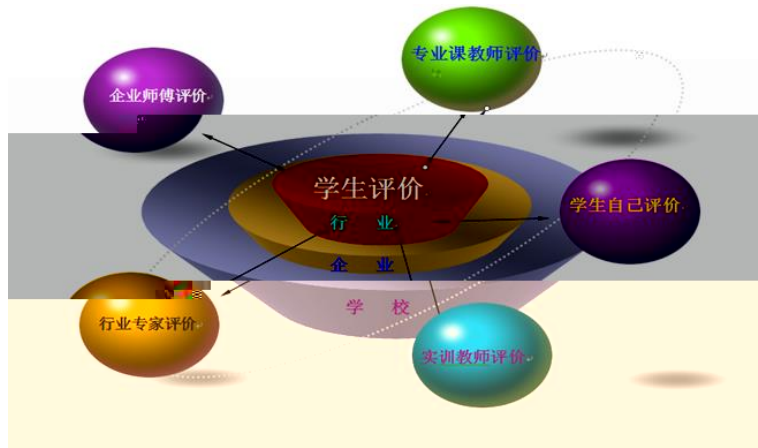 专业课教师评价
企业师傅评价
学生评价
学生自己评价
行 业
企 业
学 校
行业专家评价
实训教师评价